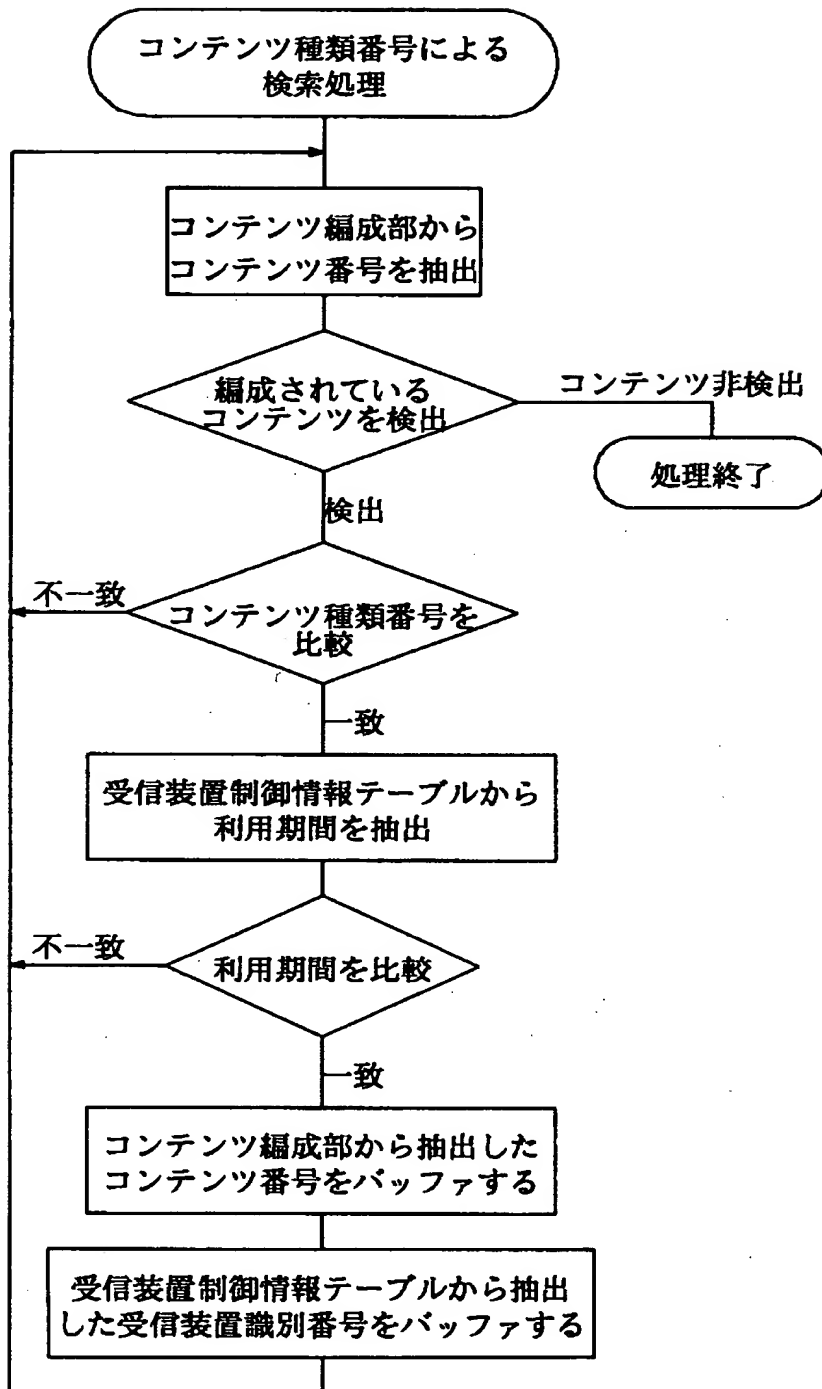 コンテンツ種類番号による
検索処理
コンテンツ編成部から
コンテンツ番号を抽出
編成されている
コンテンツを検出
コンテンツ非検出
処理終了
検出
不一致
コンテンツ種類番号を
比較
一致
受信装置制御情報テーブルから
利用期間を抽出
不一致
利用期間を比較
一致
コンテンツ編成部から抽出した
コンテンツ番号をバッファする
受信装置制御情報テーブルから抽出
した受信装置識別番号をバッファする